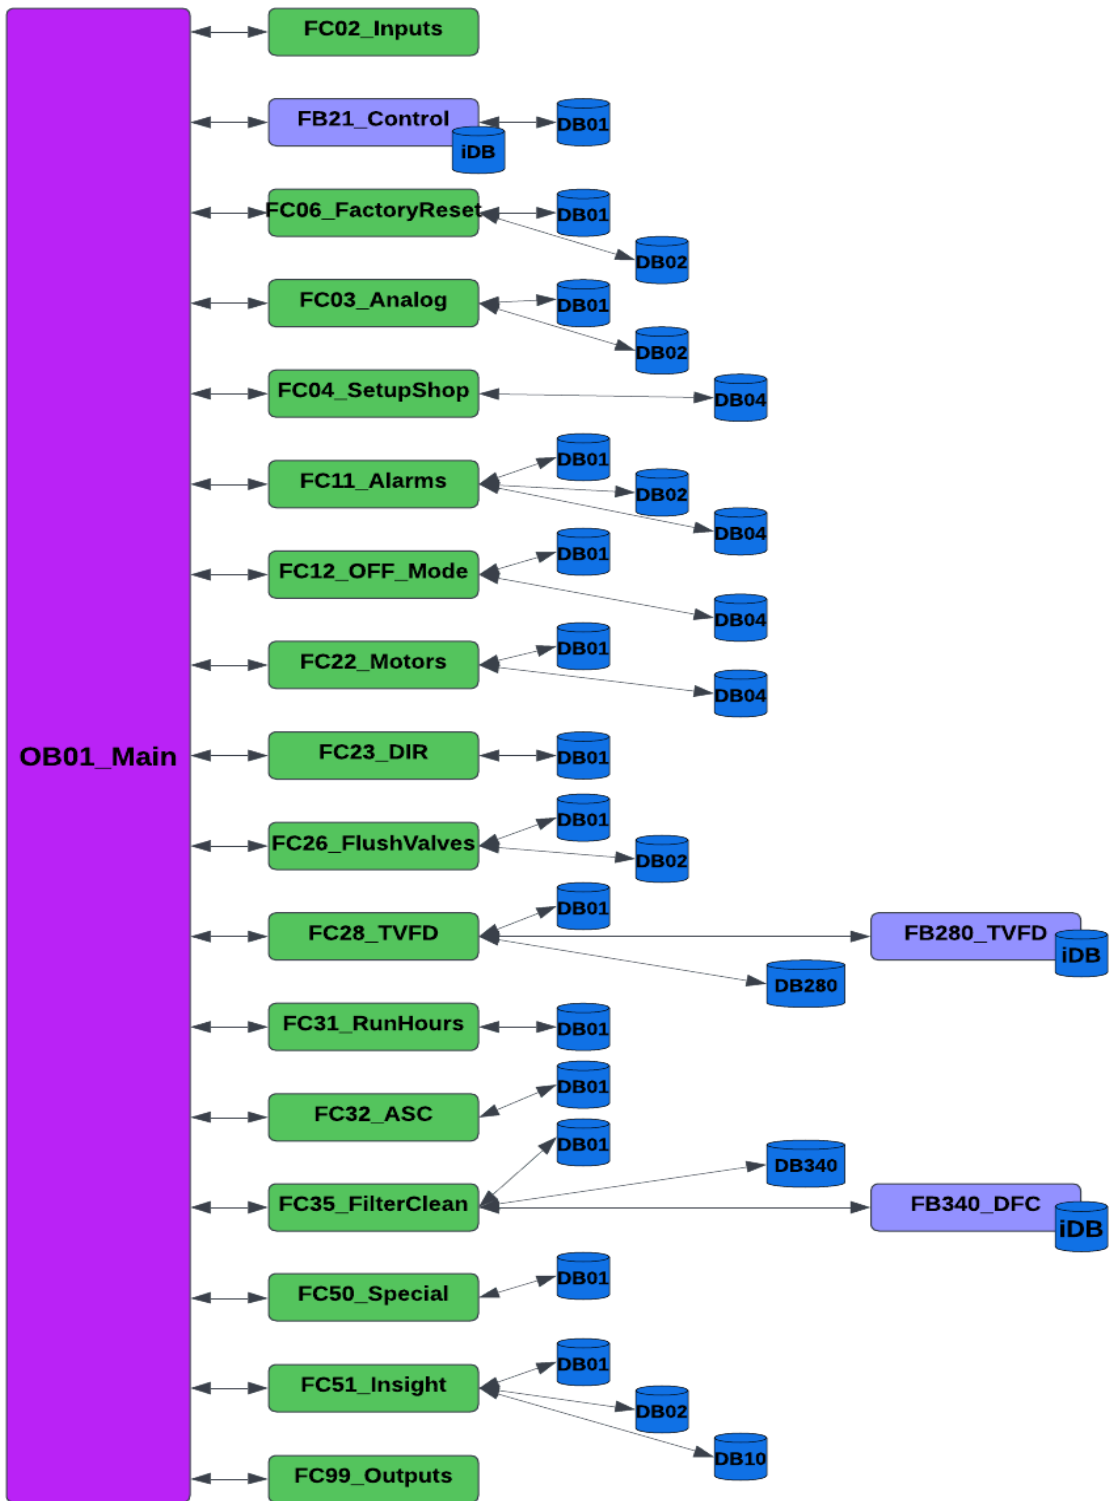 FC02_Inputs
FB21_Control
DB01
iDB
FC06_FactoryReset
DB01
DB02
FC03_Analog
DB01
DB02
FC04_SetupShop
DB04
FC11_Alarms
DB01
DB02
DB04
FC12_OFF_Mode
DB01
DB04
FC22_Motors
DB01
DB04
OB01_Main
FC23_DIR
DB01
FC26_FlushValves
DB01
DB02
FC28_TVFD
DB01
FB280_TVFD
iDB
DB280
FC31_RunHours
DB01
FC32_ASC
DB01
FC35_FilterClean
DB01
DB340
FB340_DFC
iDB
FC50_Special
DB01
FC51_Insight
DB01
DB02
DB10
FC99_Outputs